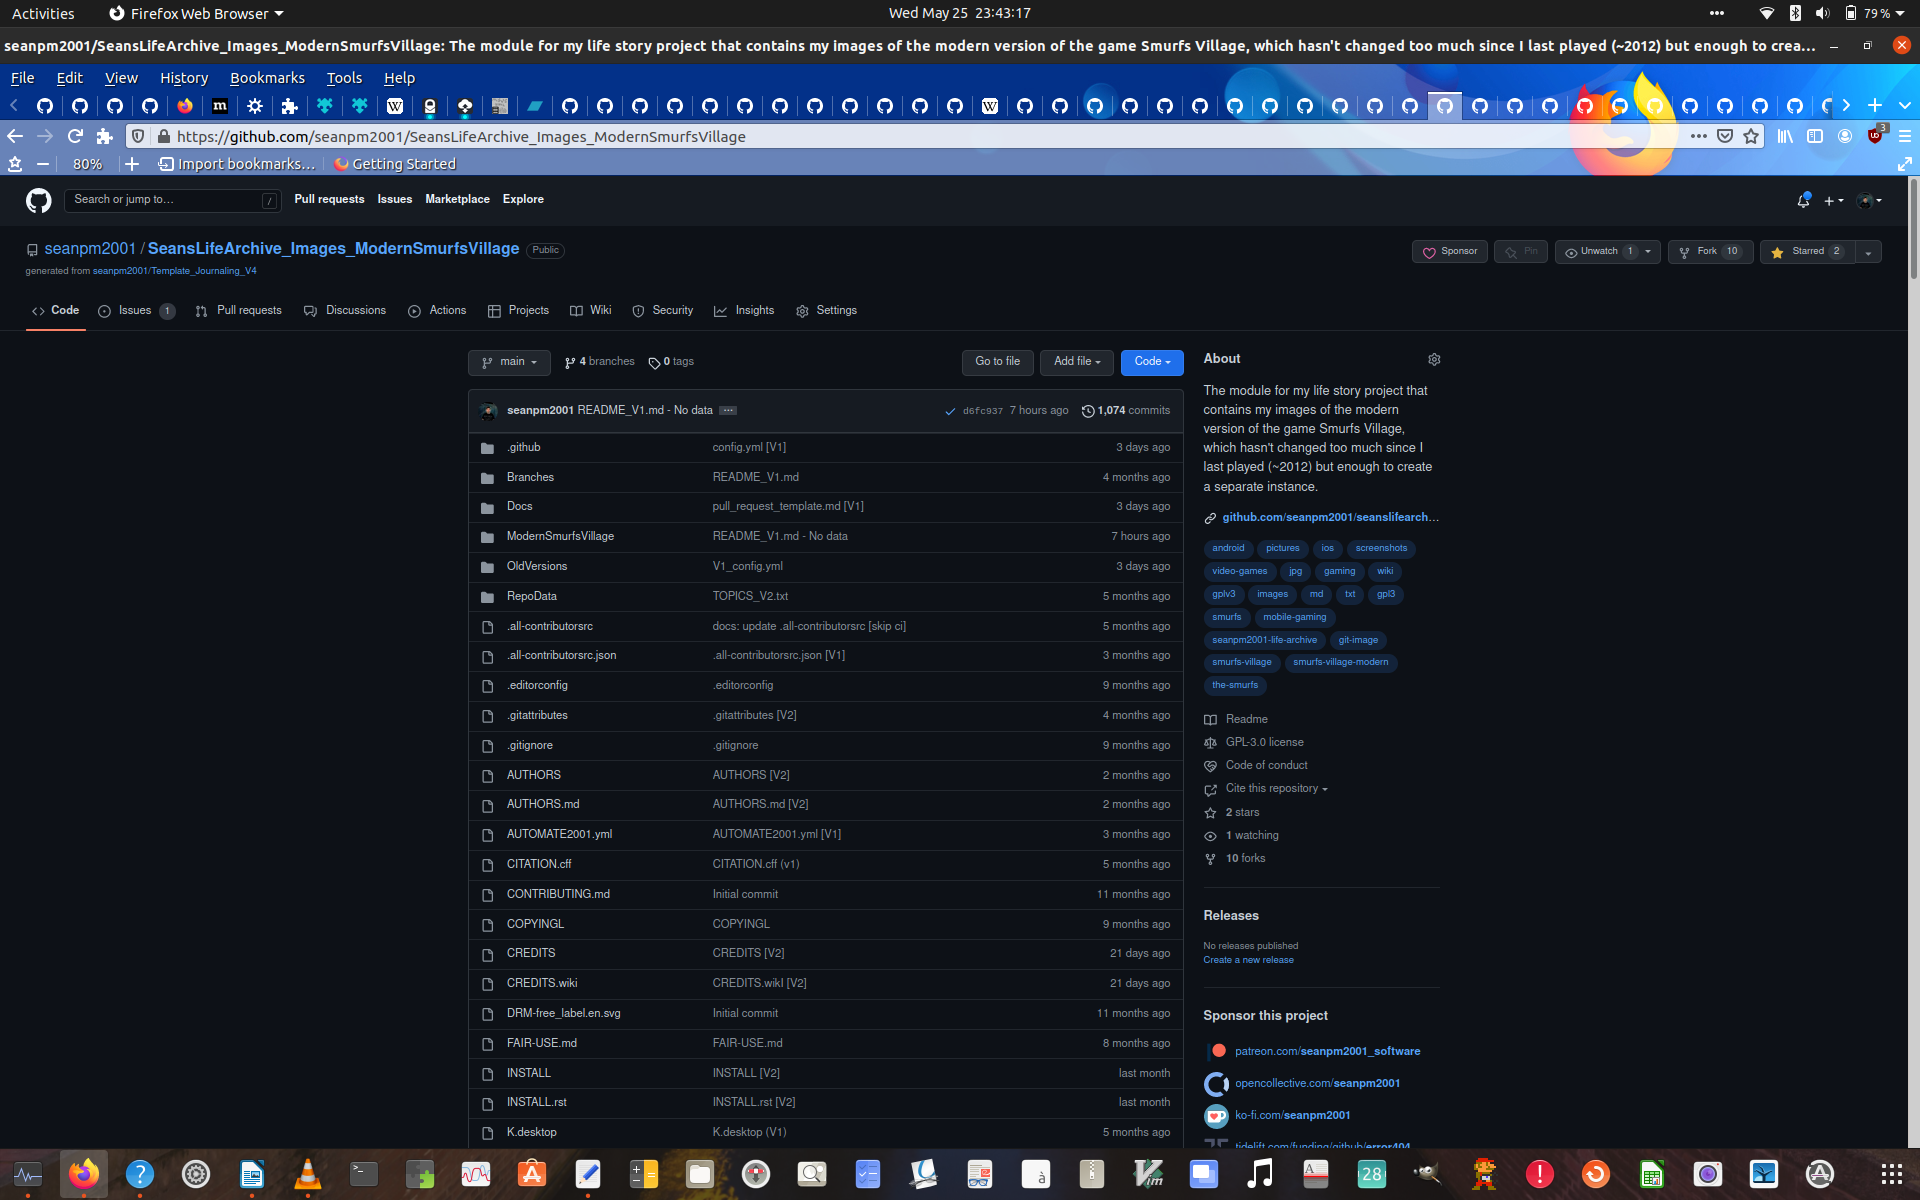 Activities Firefox Web Browser Wed May 25 23:43:17 79 %
seanpm2001/SeansLifeArchive_Images_ModernSmurfsVillage: The module for my life story project that contains my images of the modern version of the game Smurfs Village, which hasn't changed too much since I last played (~2012) but enough to crea...
File Edit View History Bookmarks Tools Help
https://github.com/seanpm2001/SeansLifeArchive_Images_ModernSmurfsVillage 3
80% Import bookmarks... Getting Started
Search or jump to... / Pull requests Issues Marketplace Explore
seanpm2001 / SeansLifeArchive_Images_ModernSmurfsVillage Public Sponsor Pin Unwatch 1 Fork 10 Starred 2
generated from seanpm2001/Template_Journaling_V4
Code Issues 1 Pull requests Discussions Actions Projects Wiki Security Insights Settings
main 4 branches 0 tags Go to file Add file Code
seanpm2001 README_V1.md - No data ... d6fc937 7 hours ago 1,074 commits
.github config.yml [V1] 3 days ago
Branches README_V1.md 4 months ago
Docs pull_request_template.md [V1] 3 days ago
ModernSmurfsVillage README_V1.md - No data 7 hours ago
OldVersions V1_config.yml 3 days ago
RepoData TOPICS_V2.txt 5 months ago
.all-contributorsrc docs: update .all-contributorsrc [skip ci] 5 months ago
.all-contributorsrc.json .all-contributorsrc.json [V1] 3 months ago
.editorconfig .editorconfig 9 months ago
.gitattributes .gitattributes [V2] 4 months ago
.gitignore .gitignore 9 months ago
AUTHORS AUTHORS [V2] 2 months ago
AUTHORS.md AUTHORS.md [V2] 2 months ago
AUTOMATE2001.yml AUTOMATE2001.yml [V1] 3 months ago
CITATION.cff CITATION.cff (v1) 5 months ago
CONTRIBUTING.md Initial commit 11 months ago
COPYINGL COPYINGL 9 months ago
CREDITS CREDITS [V2] 21 days ago
CREDITS.wiki CREDITS.wikI [V2] 21 days ago
DRM-free_label.en.svg Initial commit 11 months ago
FAIR-USE.md FAIR-USE.md 8 months ago
INSTALL INSTALL [V2] last month
INSTALL.rst INSTALL.rst [V2] last month
K.desktop K.desktop (V1) 5 months ago
About
The module for my life story project that
contains my images of the modern
version of the game Smurfs Village,
which hasn't changed too much since I
last played (~2012) but enough to create
a separate instance.
github.com/seanpm2001/seanslifearch...
android pictures ios screenshots
video-games jpg gaming wiki
gplv3 images md txt gpl3
smurfs mobile-gaming
seanpm2001-life-archive git-image
smurfs-village smurfs-village-modern
the-smurfs
Readme
GPL-3.0 license
Code of conduct
Cite this repository
2 stars
1 watching
10 forks
Releases
No releases published
Create a new release
Sponsor this project
patreon.com/seanpm2001_software
opencollective.com/seanpm2001
ko-fi.com/seanpm2001
tidelift.com/funding/github/error404
28